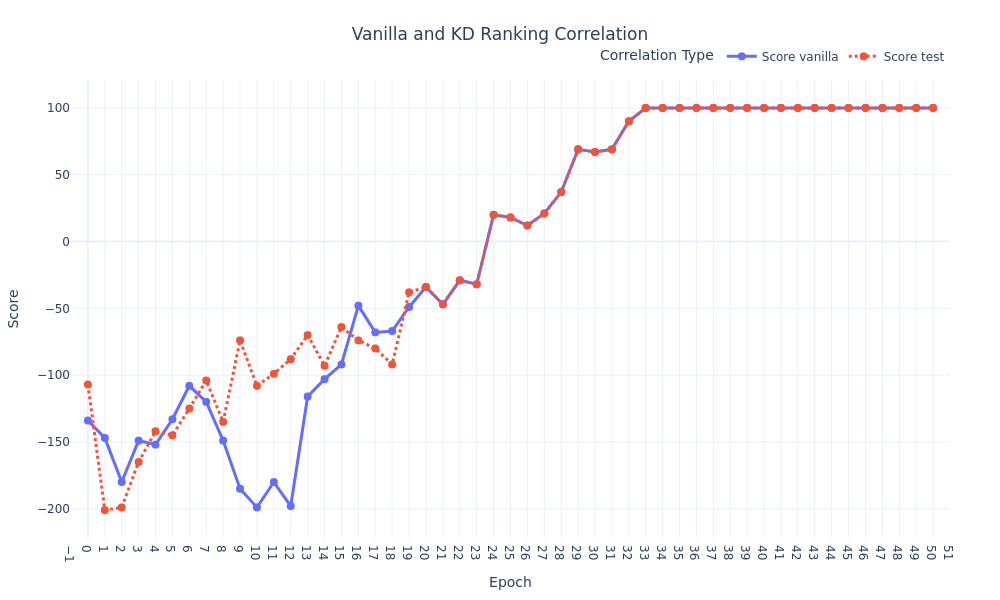 Vanilla and KD Ranking Correlation
Correlation Type Score vanilla Score test
100
50
0
−50
−100
−150
−200
Score
−1 0 1 2 3 4 5 6 7 8 9 10 11 12 13 14 15 16 17 18 19 20 21 22 23 24 25 26 27 28 29 30 31 32 33 34 35 36 37 38 39 40 41 42 43 44 45 46 47 48 49 50 51
Epoch